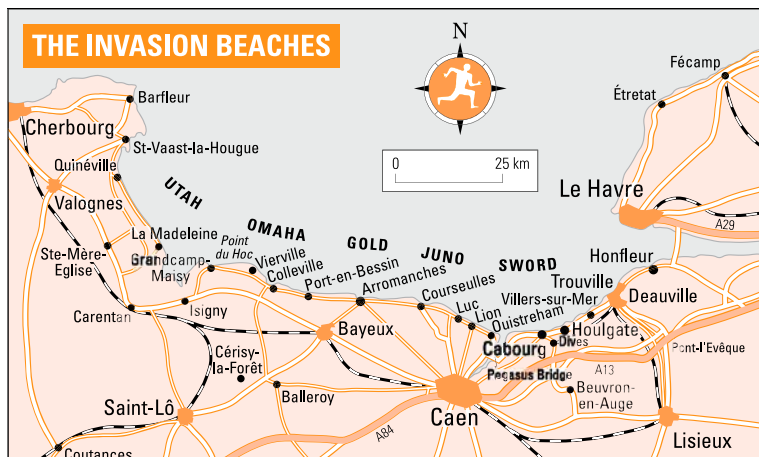 THE INVASION BEACHES
N
Fécamp
Étretat
Barfleur
Cherbourg
St-Vaast-la-Hougue
0 25 km
Quinéville
Le Havre
UTAH
Valognes
A29
OMAHA
La Madeleine
Point
du Hoc
GOLD
Ste-Mère-
Eglise
Grandcamp-
Maisy
Vierville
JUNO
Honfleur
Colleville
SWORD
Port-en-Bessin
Trouville
Arromanches
Courseulles
Villers-sur-Mer
Deauville
Carentan
Isigny
Luc
Lion
Ouistreham
Houlgate
Bayeux
Cabourg
Dives
Pont-l'Evêque
Cérisy-
la-Forêt
Pegasus Bridge
A13
Balleroy
Beuvron-
en-Auge
Saint-Lô
Caen
A84
Lisieux
Coutances